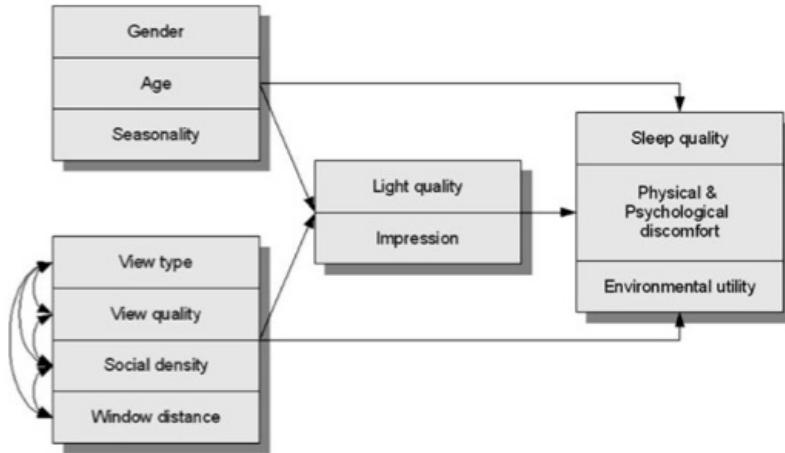 Gender
Age
Seasonality
Light quality
Impression
Sleep quality
Physical &
Psychological
discomfort
Environmental utility
View type
View quality
Social density
Window distance